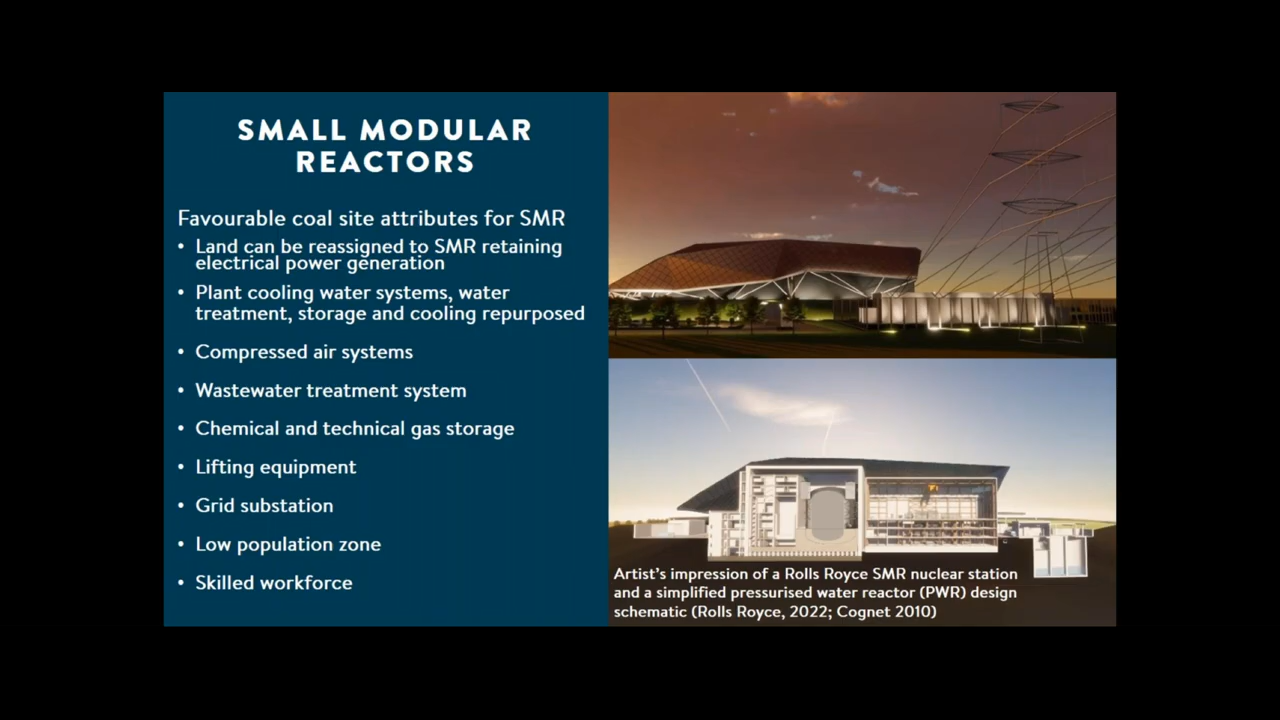 SMALL MODULAR
REACTORS
Favourable coal site attributes for SMR
• Land can be reassigned to SMR retaining
electrical power generation
• Plant cooling water systems, water
treatment, storage and cooling repurposed
• Compressed air systems
• Wastewater treatment system
• Chemical and technical gas storage
• Lifting equipment
• Grid substation
• Low population zone
• Skilled workforce
Artist's impression of a Rolls Royce SMR nuclear station
and a simplified pressurised water reactor (PWR) design
schematic (Rolls Royce, 2022; Cognet 2010)